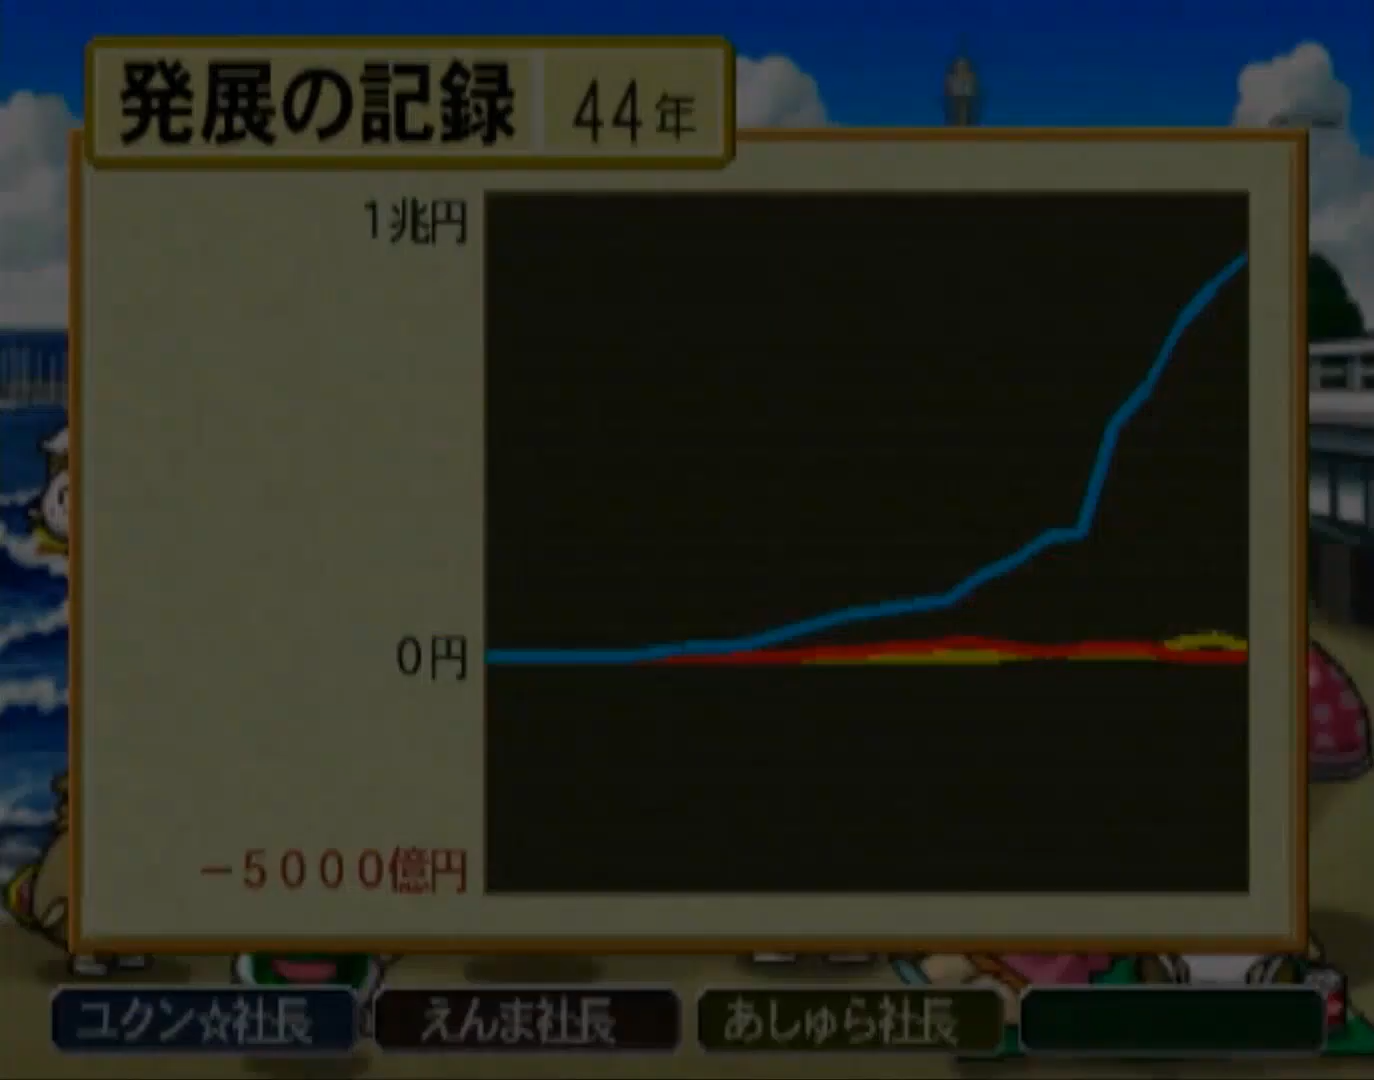 発展の記録 44年
1兆円
0円
－5000億円
ユクン☆社長 えんま社長 あしゅら社長